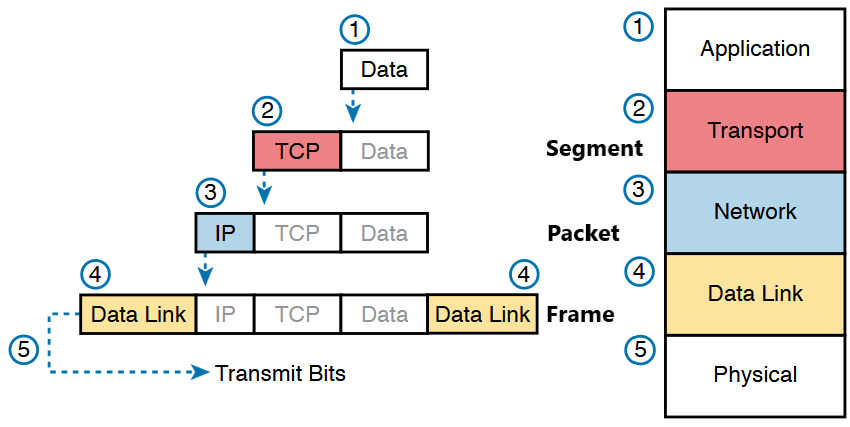 1
Data
2
TCP Data
Segment
3
IP TCP Data
Packet
4 4
Data Link IP TCP Data Data Link
Frame
5
Transmit Bits
1
Application
2
Transport
3
Network
4
Data Link
5
Physical